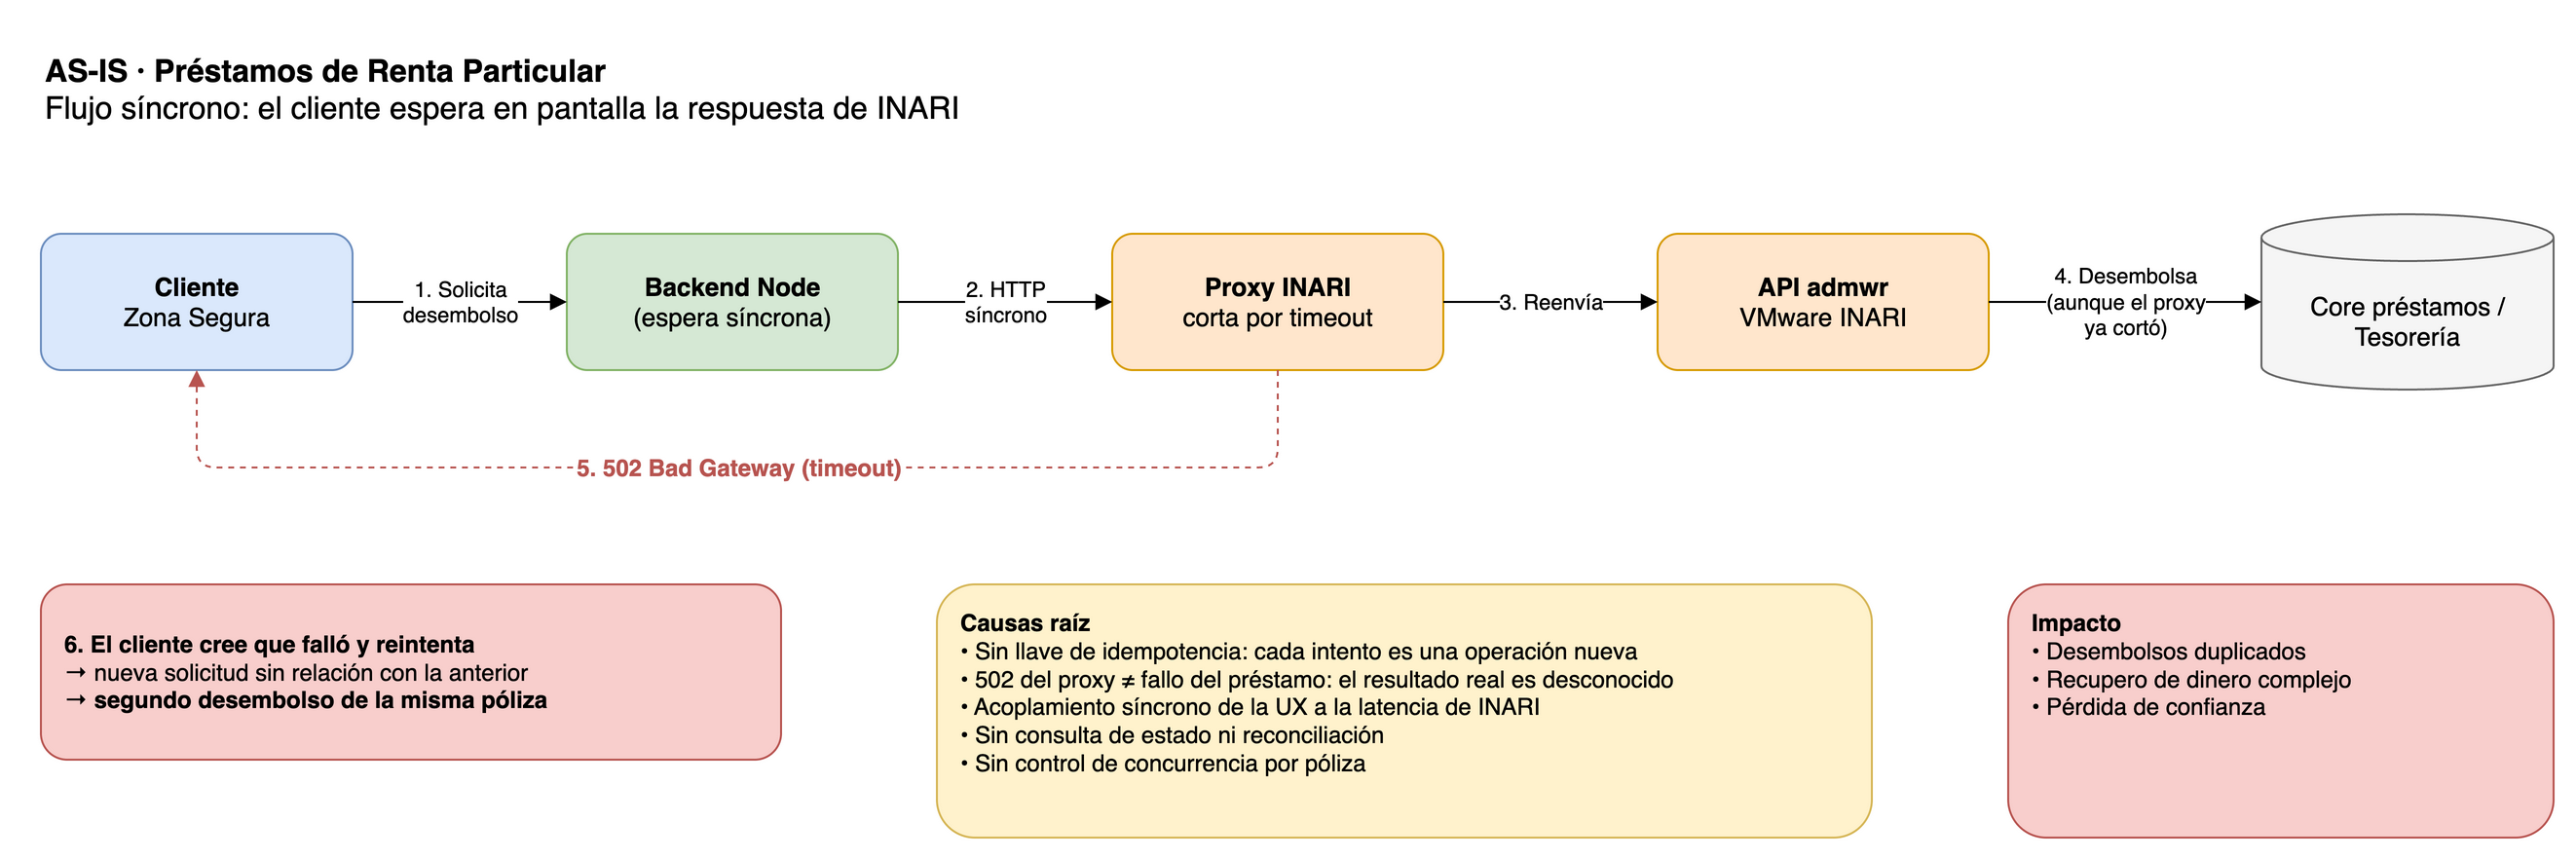 AS-IS · Préstamos de Renta Particular
Flujo síncrono: el cliente espera en pantalla la respuesta de INARI
Cliente
Zona Segura
1. Solicita
desembolso
Backend Node
(espera síncrona)
2. HTTP
síncrono
Proxy INARI
corta por timeout
3. Reenvía
API admwr
VMware INARI
4. Desembolsa
(aunque el proxy
ya cortó)
Core préstamos /
Tesorería
5. 502 Bad Gateway (timeout)
6. El cliente cree que falló y reintenta
→ nueva solicitud sin relación con la anterior
→ segundo desembolso de la misma póliza
Causas raíz
• Sin llave de idempotencia: cada intento es una operación nueva
• 502 del proxy ≠ fallo del préstamo: el resultado real es desconocido
• Acoplamiento síncrono de la UX a la latencia de INARI
• Sin consulta de estado ni reconciliación
• Sin control de concurrencia por póliza
Impacto
• Desembolsos duplicados
• Recupero de dinero complejo
• Pérdida de confianza